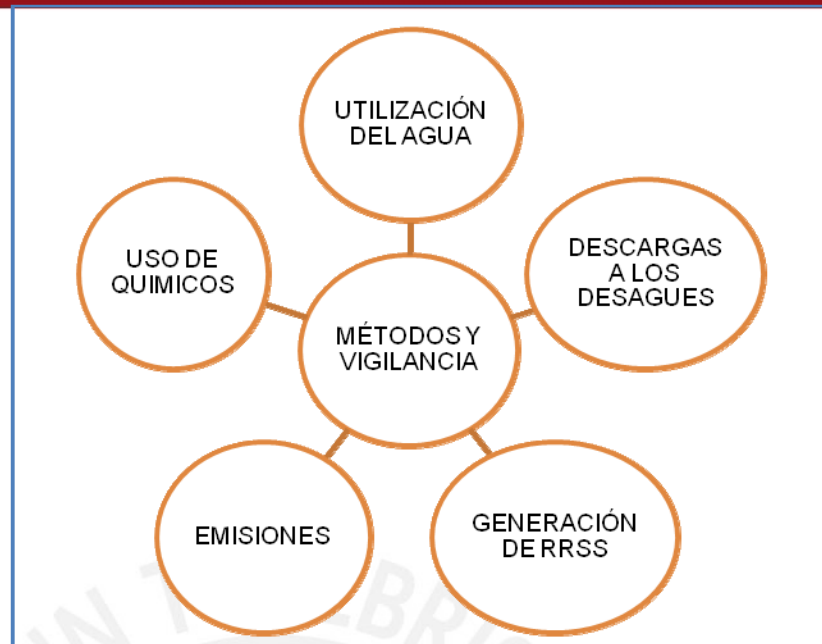 UTILIZACIÓN
DEL AGUA
USO DE
QUIMICOS
DESCARGAS
A LOS
DESAGUES
MÉTODOS Y
VIGILANCIA
EMISIONES
GENERACIÓN
DE RRSS